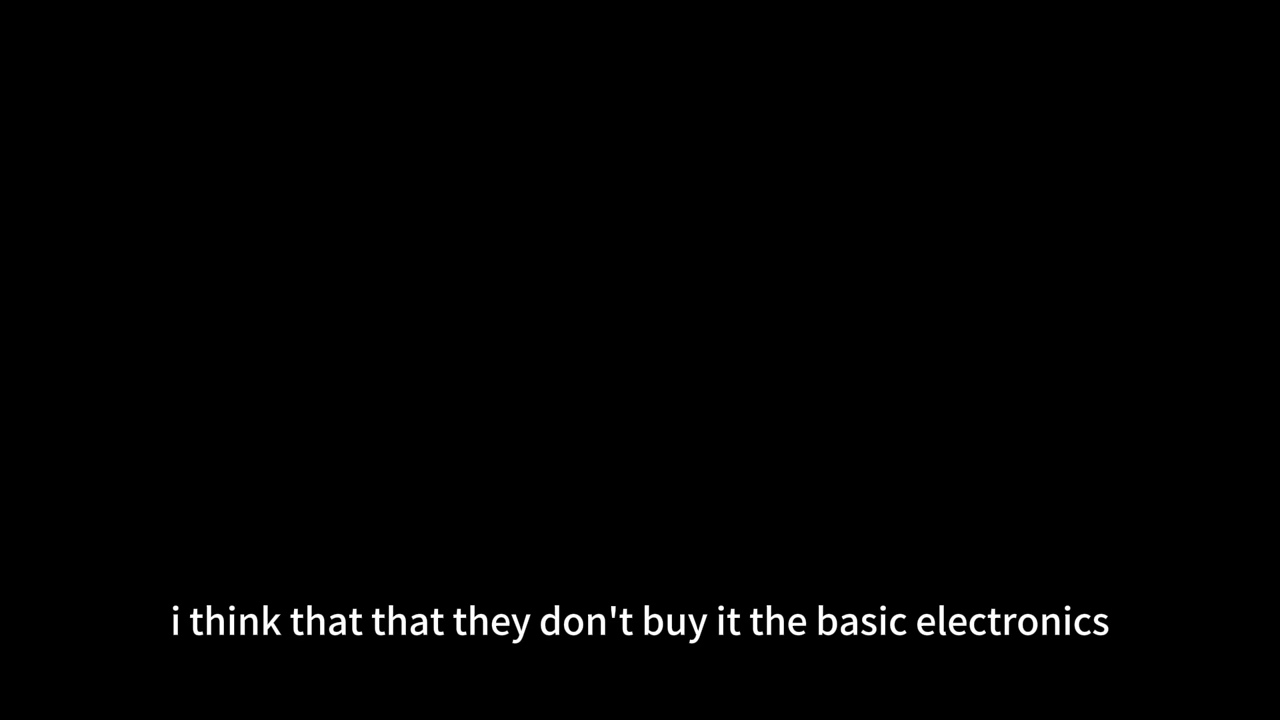 i think that that they don't buy it the basic electronics